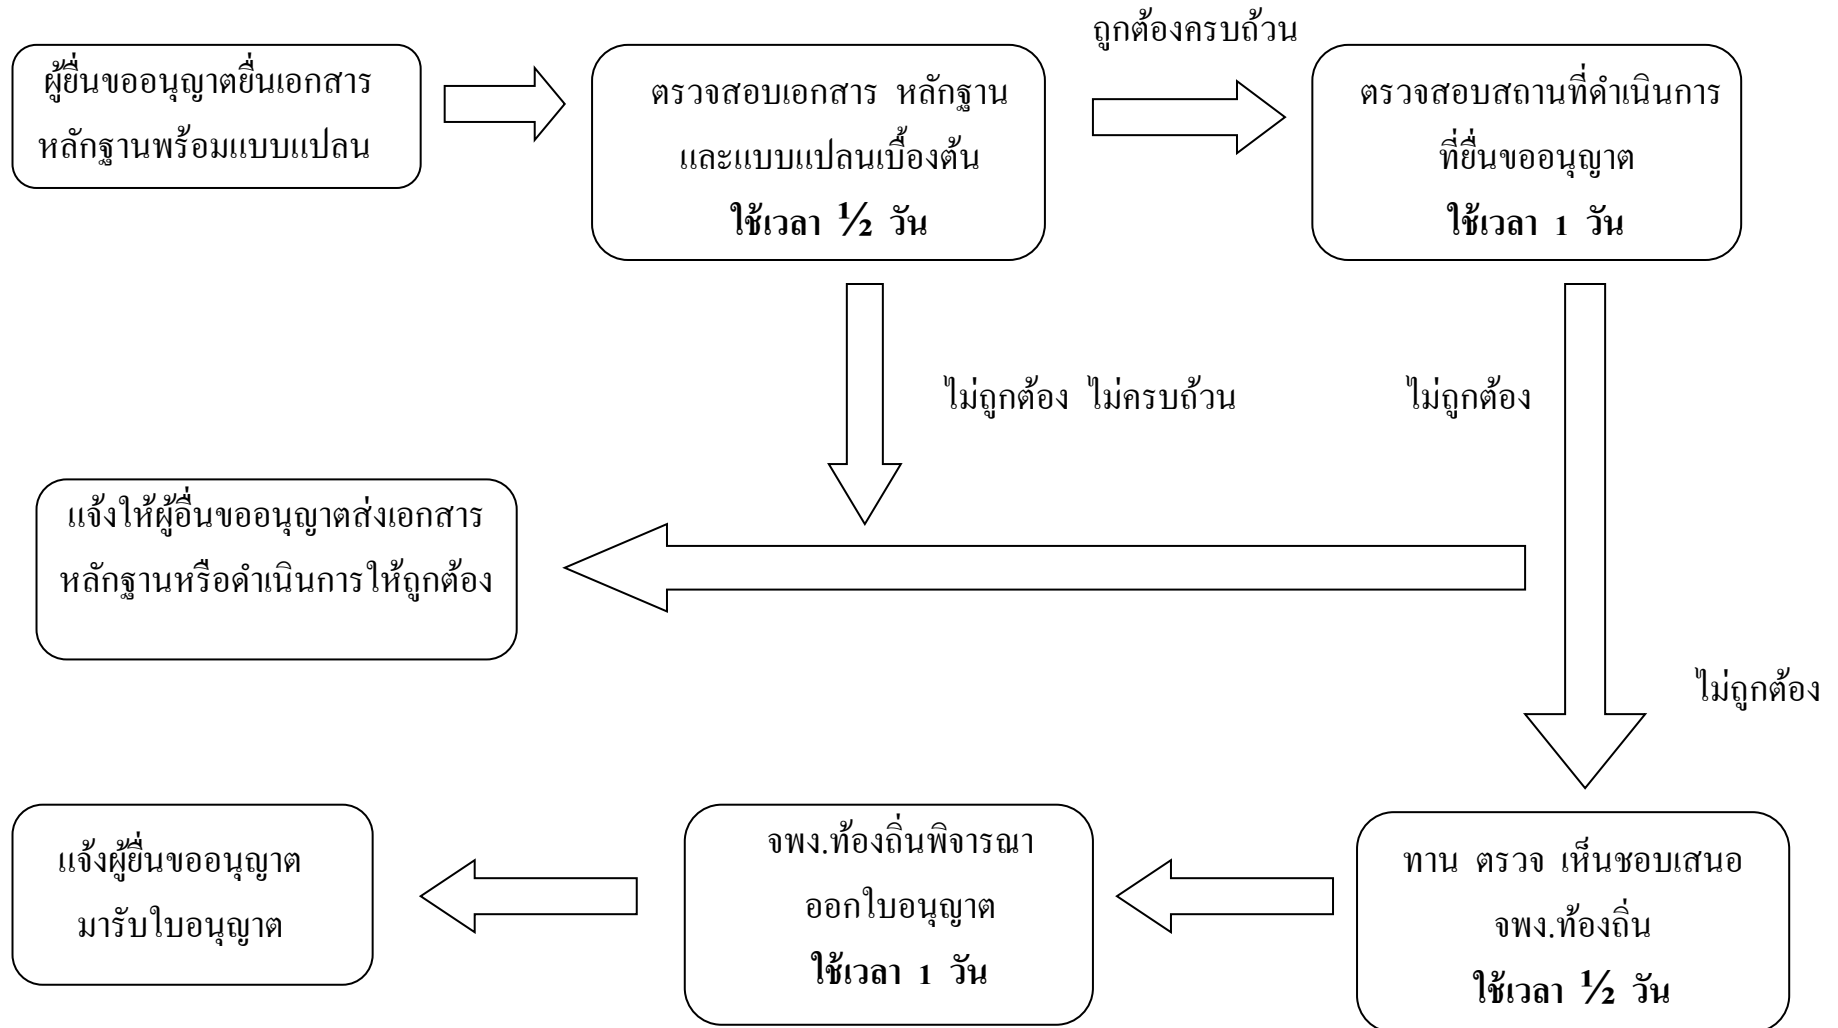 ผู้ยื่นขออนุญาตยื่นเอกสาร
หลักฐานพร้อมแบบแปลน
ตรวจสอบเอกสาร หลักฐาน
และแบบแปลนเบื้องต้น
ใช้เวลา ½ วัน
ถูกต้องครบถ้วน
ตรวจสอบสถานที่ดำเนินการ
ที่ยื่นขออนุญาต
ใช้เวลา 1 วัน
ไม่ถูกต้อง ไม่ครบถ้วน
ไม่ถูกต้อง
แจ้งให้ผู้อื่นขออนุญาตส่งเอกสาร
หลักฐานหรือดำเนินการให้ถูกต้อง
ไม่ถูกต้อง
ทาน ตรวจ เห็นชอบเสนอ
จพง.ท้องถิ่น
ใช้เวลา ½ วัน
จพง.ท้องถิ่นพิจารณา
ออกใบอนุญาต
ใช้เวลา 1 วัน
แจ้งผู้ยื่นขออนุญาต
มารับใบอนุญาต